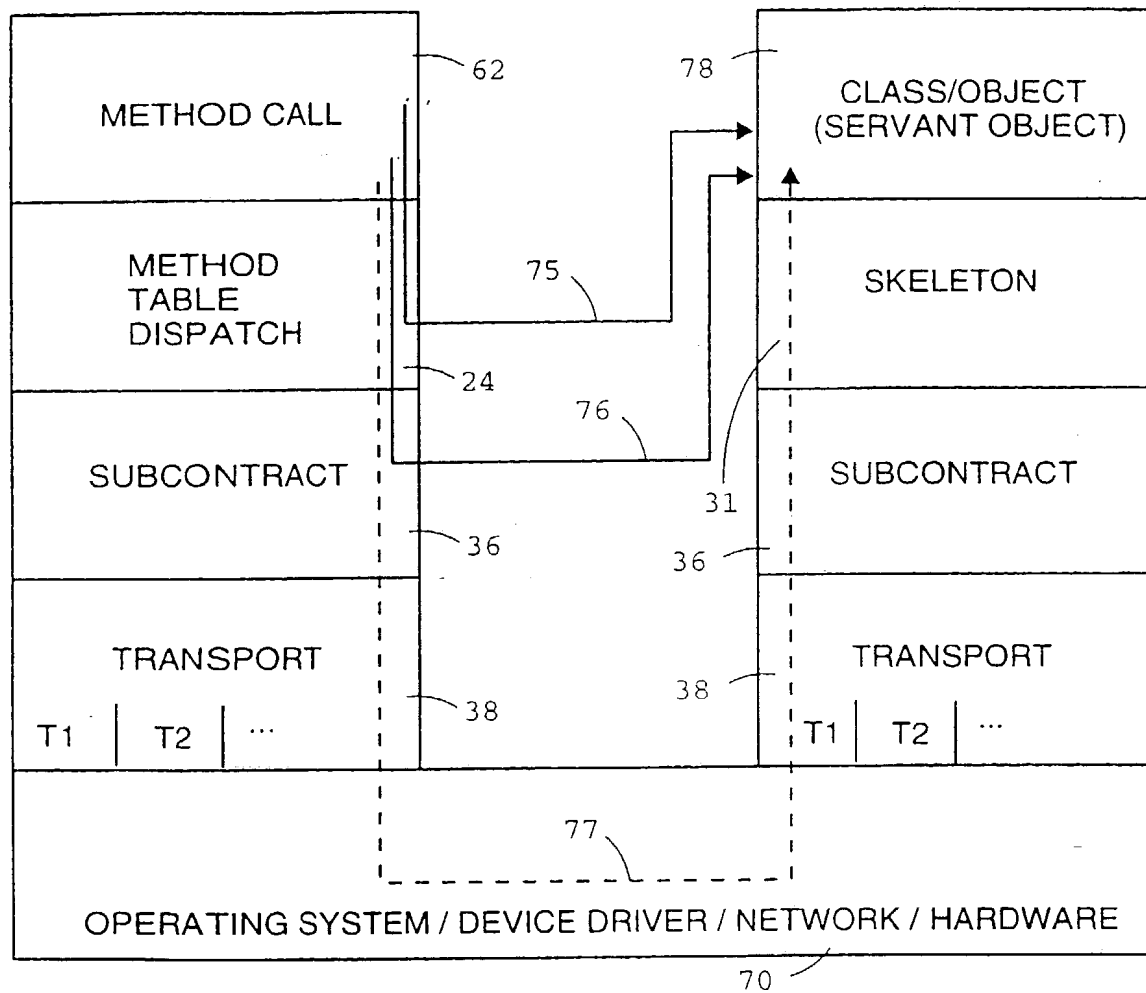 62
78
METHOD CALL
CLASS/OBJECT
(SERVANT OBJECT)
METHOD
TABLE
DISPATCH
75
SKELETON
24
76
SUBCONTRACT
31
SUBCONTRACT
36
36
TRANSPORT
TRANSPORT
38
38
T1
T2
...
T1
T2
...
77
OPERATING SYSTEM / DEVICE DRIVER / NETWORK / HARDWARE
70